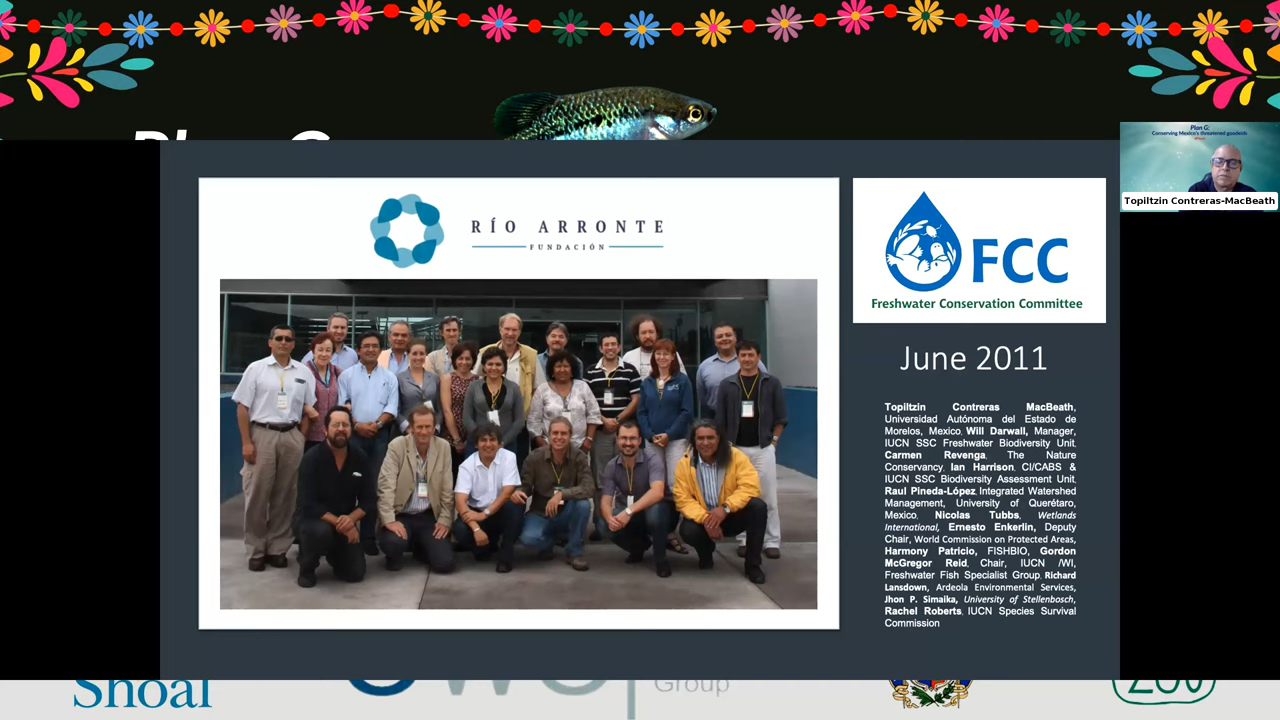 Plan G:
Conserving Mexico's threatened goodeids
Topiltzin Contreras-MacBeath
RÍO ARRONTE
FUNDACIÓN
FCC
Freshwater Conservation Committee
June 2011
Topiltzin Contreras MacBeath,
Universidad Autónoma del Estado de
Morelos, Mexico. Will Darwall, Manager,
IUCN SSC Freshwater Biodiversity Unit.
Carmen Revenga, The Nature
Conservancy. Ian Harrison, CI/CABS &
IUCN SSC Biodiversity Assessment Unit,
Raul Pineda-López, Integrated Watershed
Management, University of Querétaro,
Mexico. Nicolas Tubbs, Wetlands
International, Ernesto Enkerlin, Deputy
Chair, World Commission on Protected Areas,
Harmony Patricio, FISHBIO, Gordon
McGregor Reid, Chair, IUCN /WI,
Freshwater Fish Specialist Group. Richard
Lansdown, Ardeola Environmental Services,
Jhon P. Simaika, University of Stellenbosch,
Rachel Roberts, IUCN Species Survival
Commission
Shoal
Group